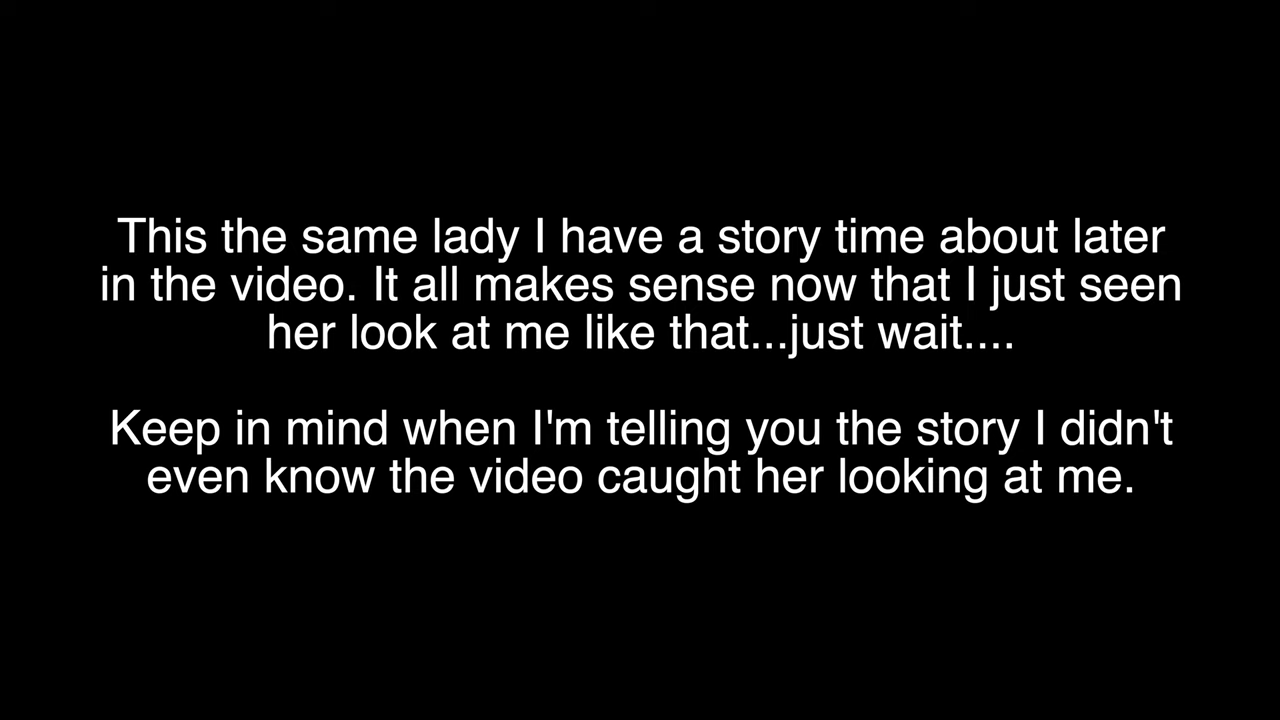 This the same lady I have a story time about later
in the video. It all makes sense now that I just seen
her look at me like that...just wait....
Keep in mind when I'm telling you the story I didn't
even know the video caught her looking at me.